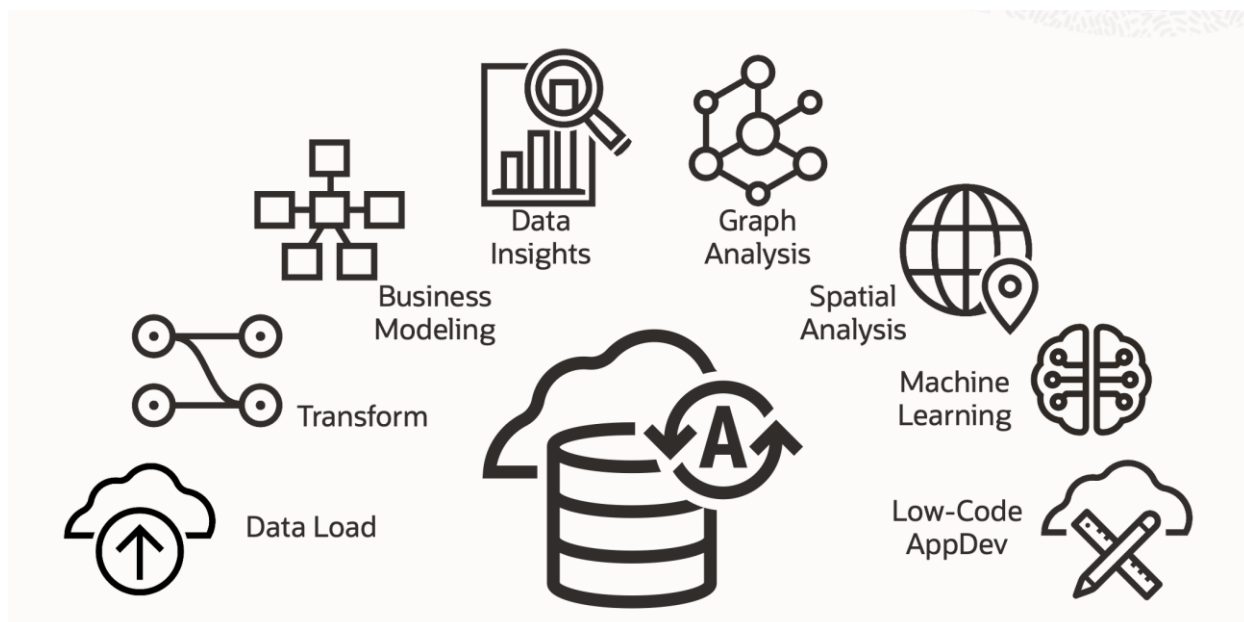 Data
Insights
Graph
Analysis
Business
Modeling
Spatial
Analysis
Transform
Machine
Learning
Data Load
Low-Code
AppDev
A